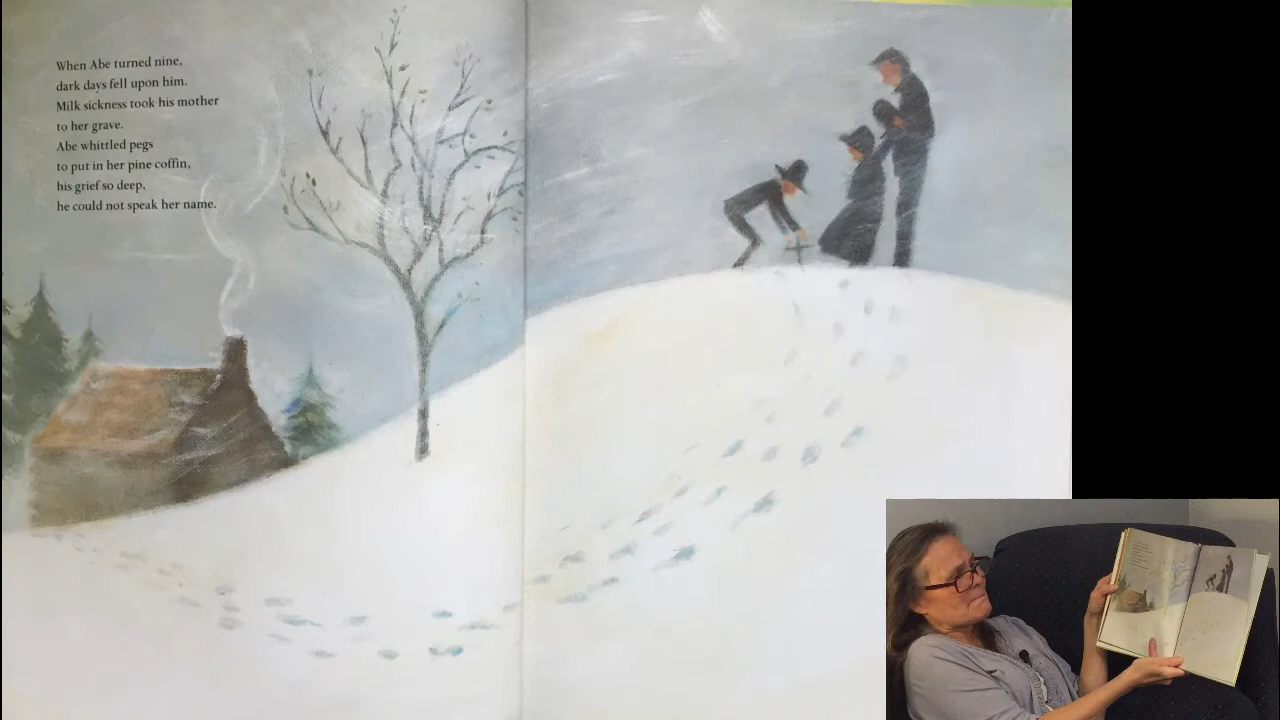 When Abe turned nine,
dark days fell upon him.
Milk sickness took his mother
to her grave.
Abe whittled pegs
to put in her pine coffin,
his grief so deep,
he could not speak her name.